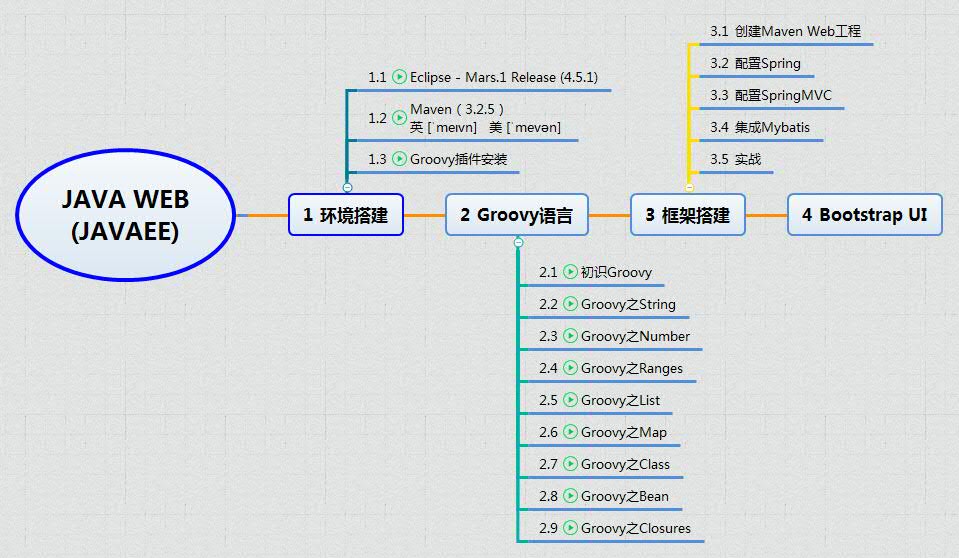 JAVA WEB
(JAVAEE)
1 环境搭建
1.1 Eclipse - Mars.1 Release (4.5.1)
1.2 Maven（3.2.5）
英 [ˈmeɪvn] 美 [ˈmevən]
1.3 Groovy插件安装
2 Groovy语言
2.1 初识Groovy
2.2 Groovy之String
2.3 Groovy之Number
2.4 Groovy之Ranges
2.5 Groovy之List
2.6 Groovy之Map
2.7 Groovy之Class
2.8 Groovy之Bean
2.9 Groovy之Closures
3 框架搭建
3.1 创建Maven Web工程
3.2 配置Spring
3.3 配置SpringMVC
3.4 集成Mybatis
3.5 实战
4 Bootstrap UI